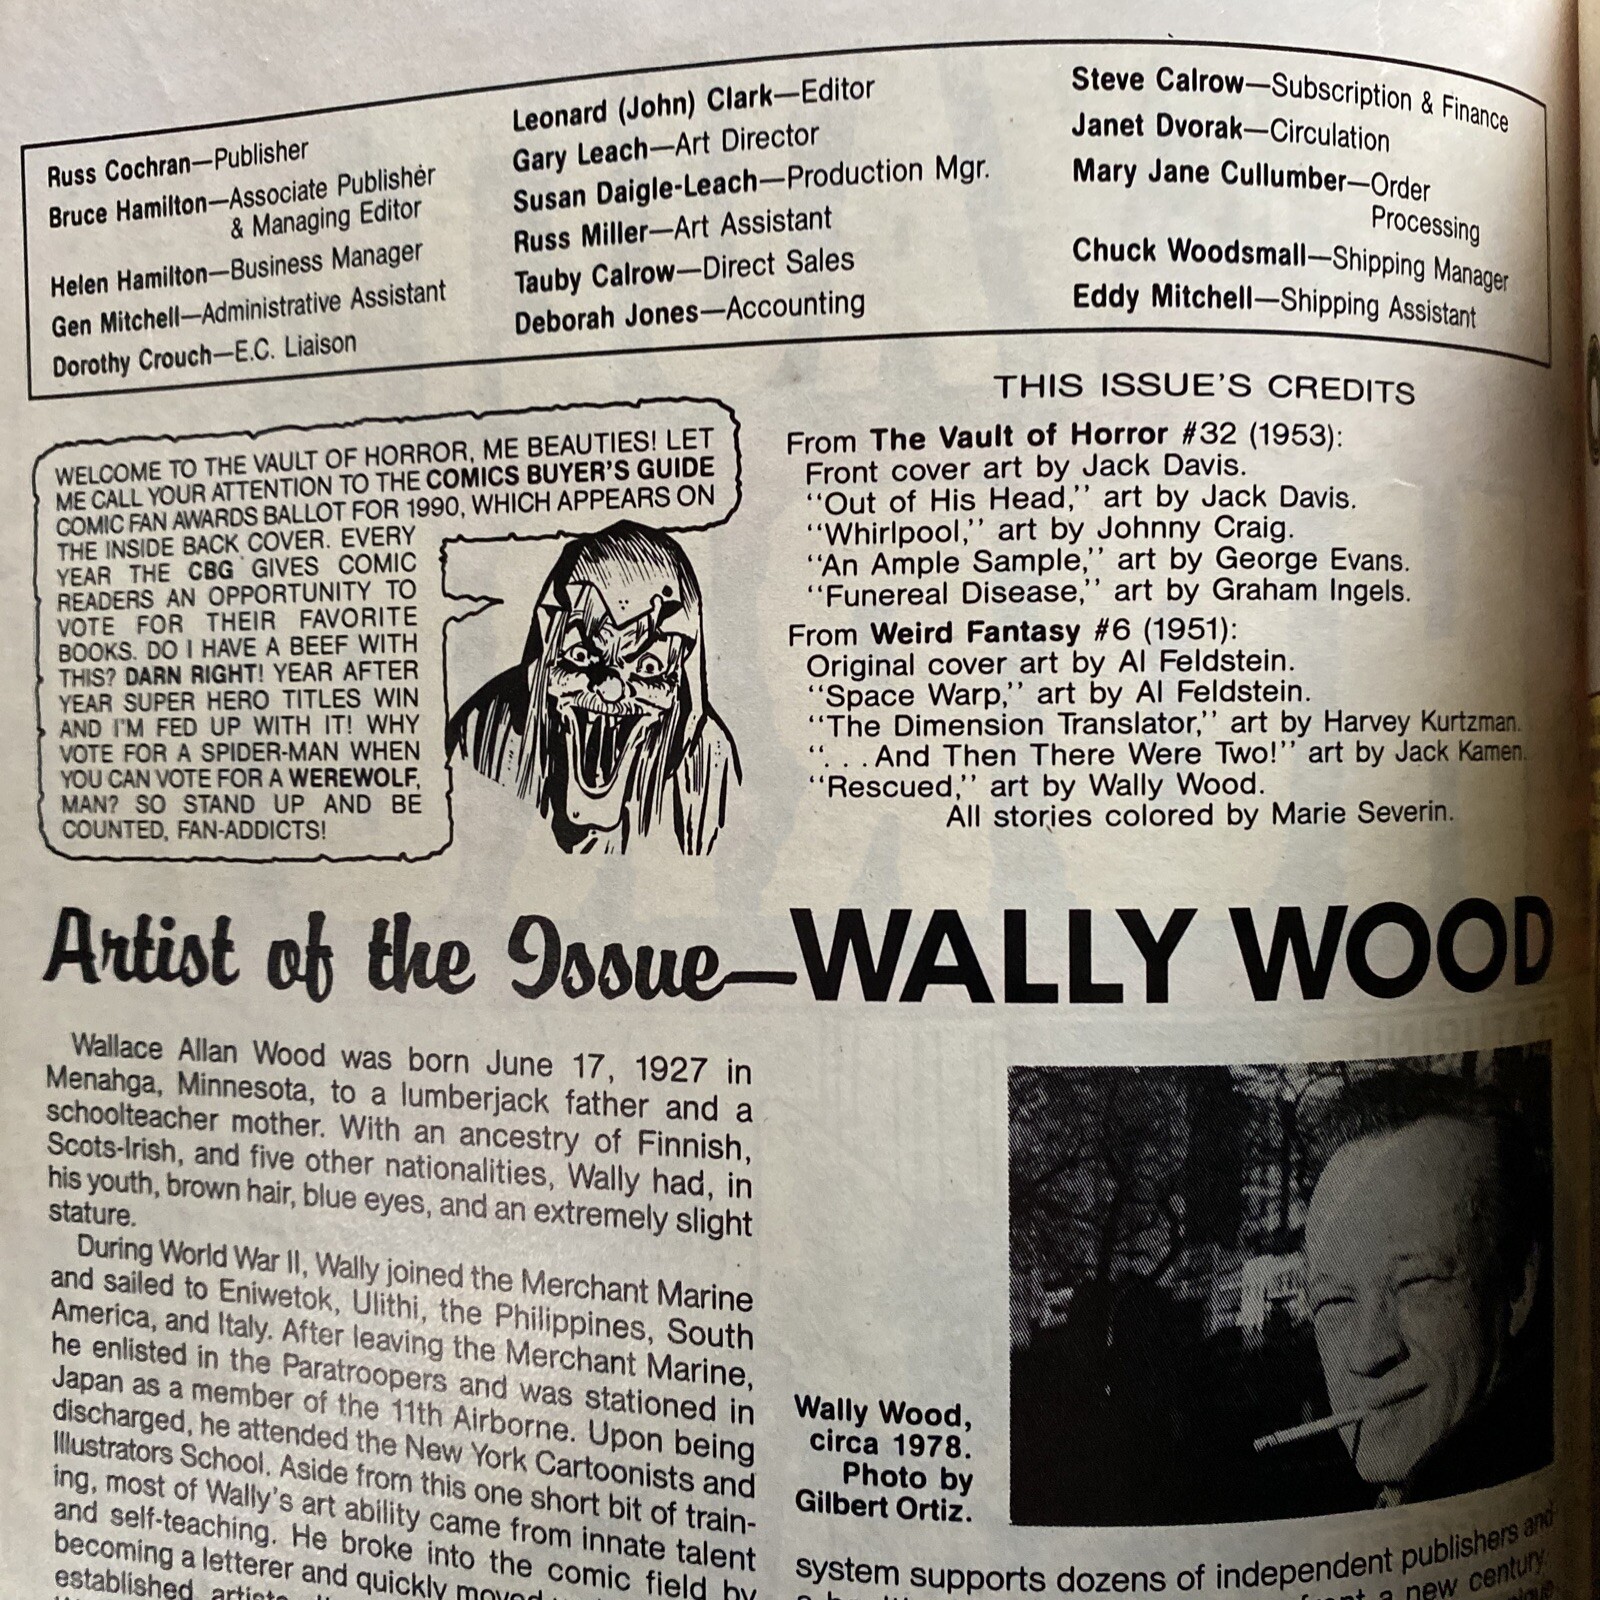 Russ Cochran—Publisher
Bruce Hamilton—Associate Publisher
& Managing Editor
Helen Hamilton—Business Manager
Gen Mitchell—Administrative Assistant
Dorothy Crouch—E.C. Liaison
Leonard (John) Clark—Editor
Gary Leach—Art Director
Susan Daigle-Leach—Production Mgr.
Russ Miller—Art Assistant
Tauby Calrow—Direct Sales
Deborah Jones—Accounting
Steve Calrow—Subscription & Finance
Janet Dvorak—Circulation
Mary Jane Cullumber—Order
Processing
Chuck Woodsmall—Shipping Manager
Eddy Mitchell—Shipping Assistant
WELCOME TO THE VAULT OF HORROR, ME BEAUTIES! LET
ME CALL YOUR ATTENTION TO THE COMICS BUYER'S GUIDE
COMIC FAN AWARDS BALLOT FOR 1990, WHICH APPEARS ON
THE INSIDE BACK COVER. EVERY
YEAR THE CBG GIVES COMIC
READERS AN OPPORTUNITY TO
VOTE FOR THEIR FAVORITE
BOOKS. DO I HAVE A BEEF WITH
THIS? DARN RIGHT! YEAR AFTER
YEAR SUPER HERO TITLES WIN
AND I'M FED UP WITH IT! WHY
VOTE FOR A SPIDER-MAN WHEN
YOU CAN VOTE FOR A WEREWOLF,
MAN? SO STAND UP AND BE
COUNTED, FAN-ADDICTS!
THIS ISSUE'S CREDITS
From The Vault of Horror #32 (1953):
Front cover art by Jack Davis.
"Out of His Head," art by Jack Davis.
"Whirlpool," art by Johnny Craig.
"An Ample Sample," art by George Evans.
"Funereal Disease," art by Graham Ingels.
From Weird Fantasy #6 (1951):
Original cover art by Al Feldstein.
"Space Warp," art by Al Feldstein.
"The Dimension Translator," art by Harvey Kurtzman.
". . . And Then There Were Two!" art by Jack Kamen.
"Rescued," art by Wally Wood.
All stories colored by Marie Severin.
Artist of the Issue—WALLY WOOD
Wallace Allan Wood was born June 17, 1927 in
Menahga, Minnesota, to a lumberjack father and a
schoolteacher mother. With an ancestry of Finnish,
Scots-Irish, and five other nationalities, Wally had, in
his youth, brown hair, blue eyes, and an extremely slight
stature.
During World War II, Wally joined the Merchant Marine
and sailed to Eniwetok, Ulithi, the Philippines, South
America, and Italy. After leaving the Merchant Marine,
he enlisted in the Paratroopers and was stationed in
Japan as a member of the 11th Airborne. Upon being
discharged, he attended the New York Cartoonists and
Illustrators School. Aside from this one short bit of train-
ing, most of Wally's art ability came from innate talent
and self-teaching. He broke into the comic field by
becoming a letterer and quickly moved
established
Wally Wood,
circa 1978.
Photo by
Gilbert Ortiz.
system supports dozens of independent publishers and
a new century